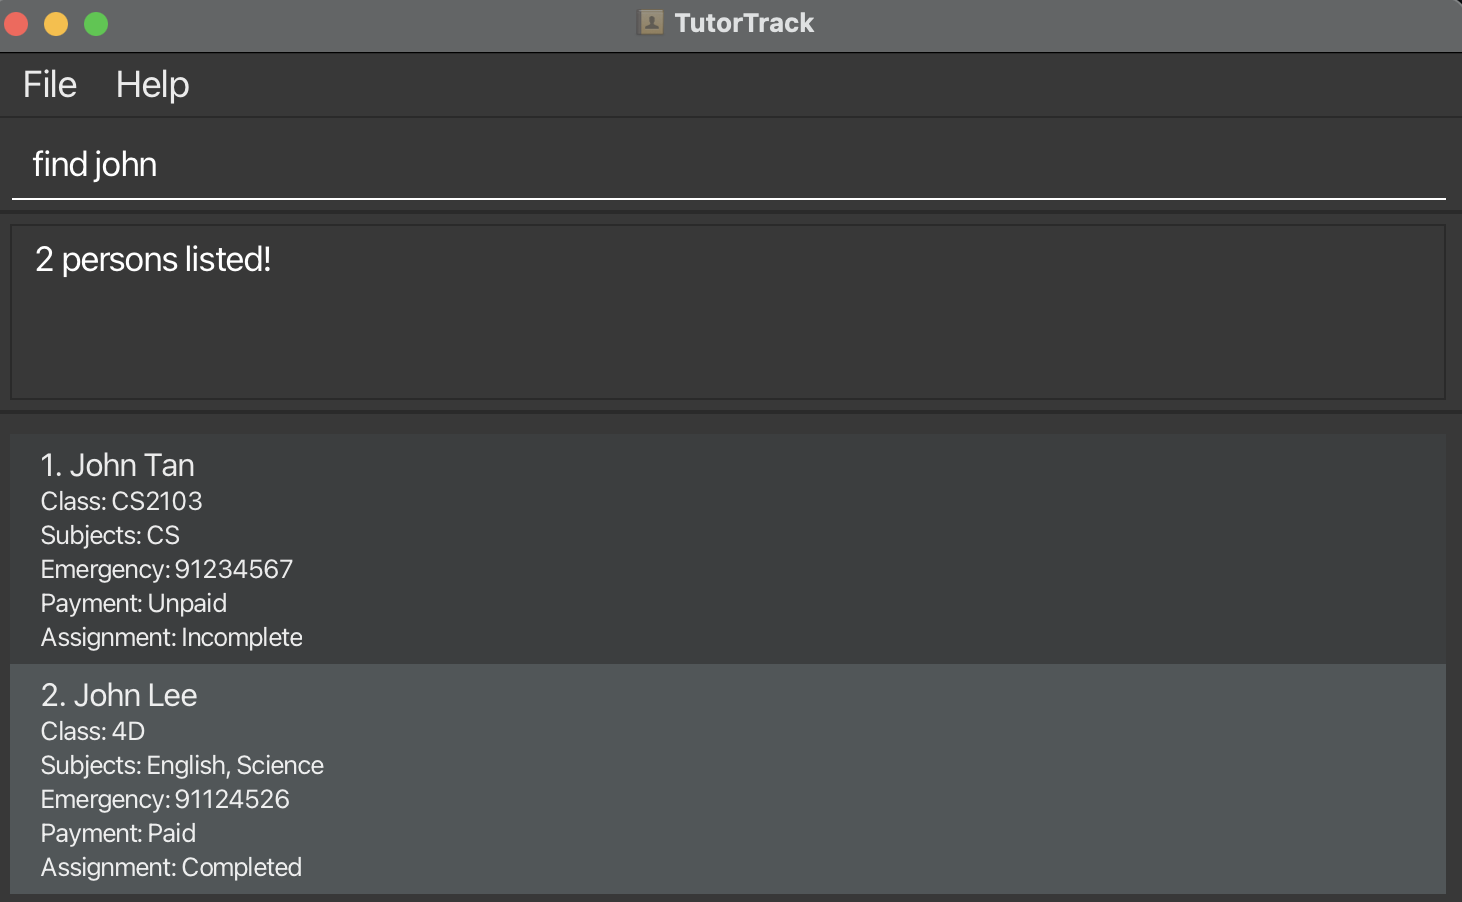 TutorTrack
File Help
find john
2 persons listed!
1. John Tan
Class: CS2103
Subjects: CS
Emergency: 91234567
Payment: Unpaid
Assignment: Incomplete
2. John Lee
Class: 4D
Subjects: English, Science
Emergency: 91124526
Payment: Paid
Assignment: Completed